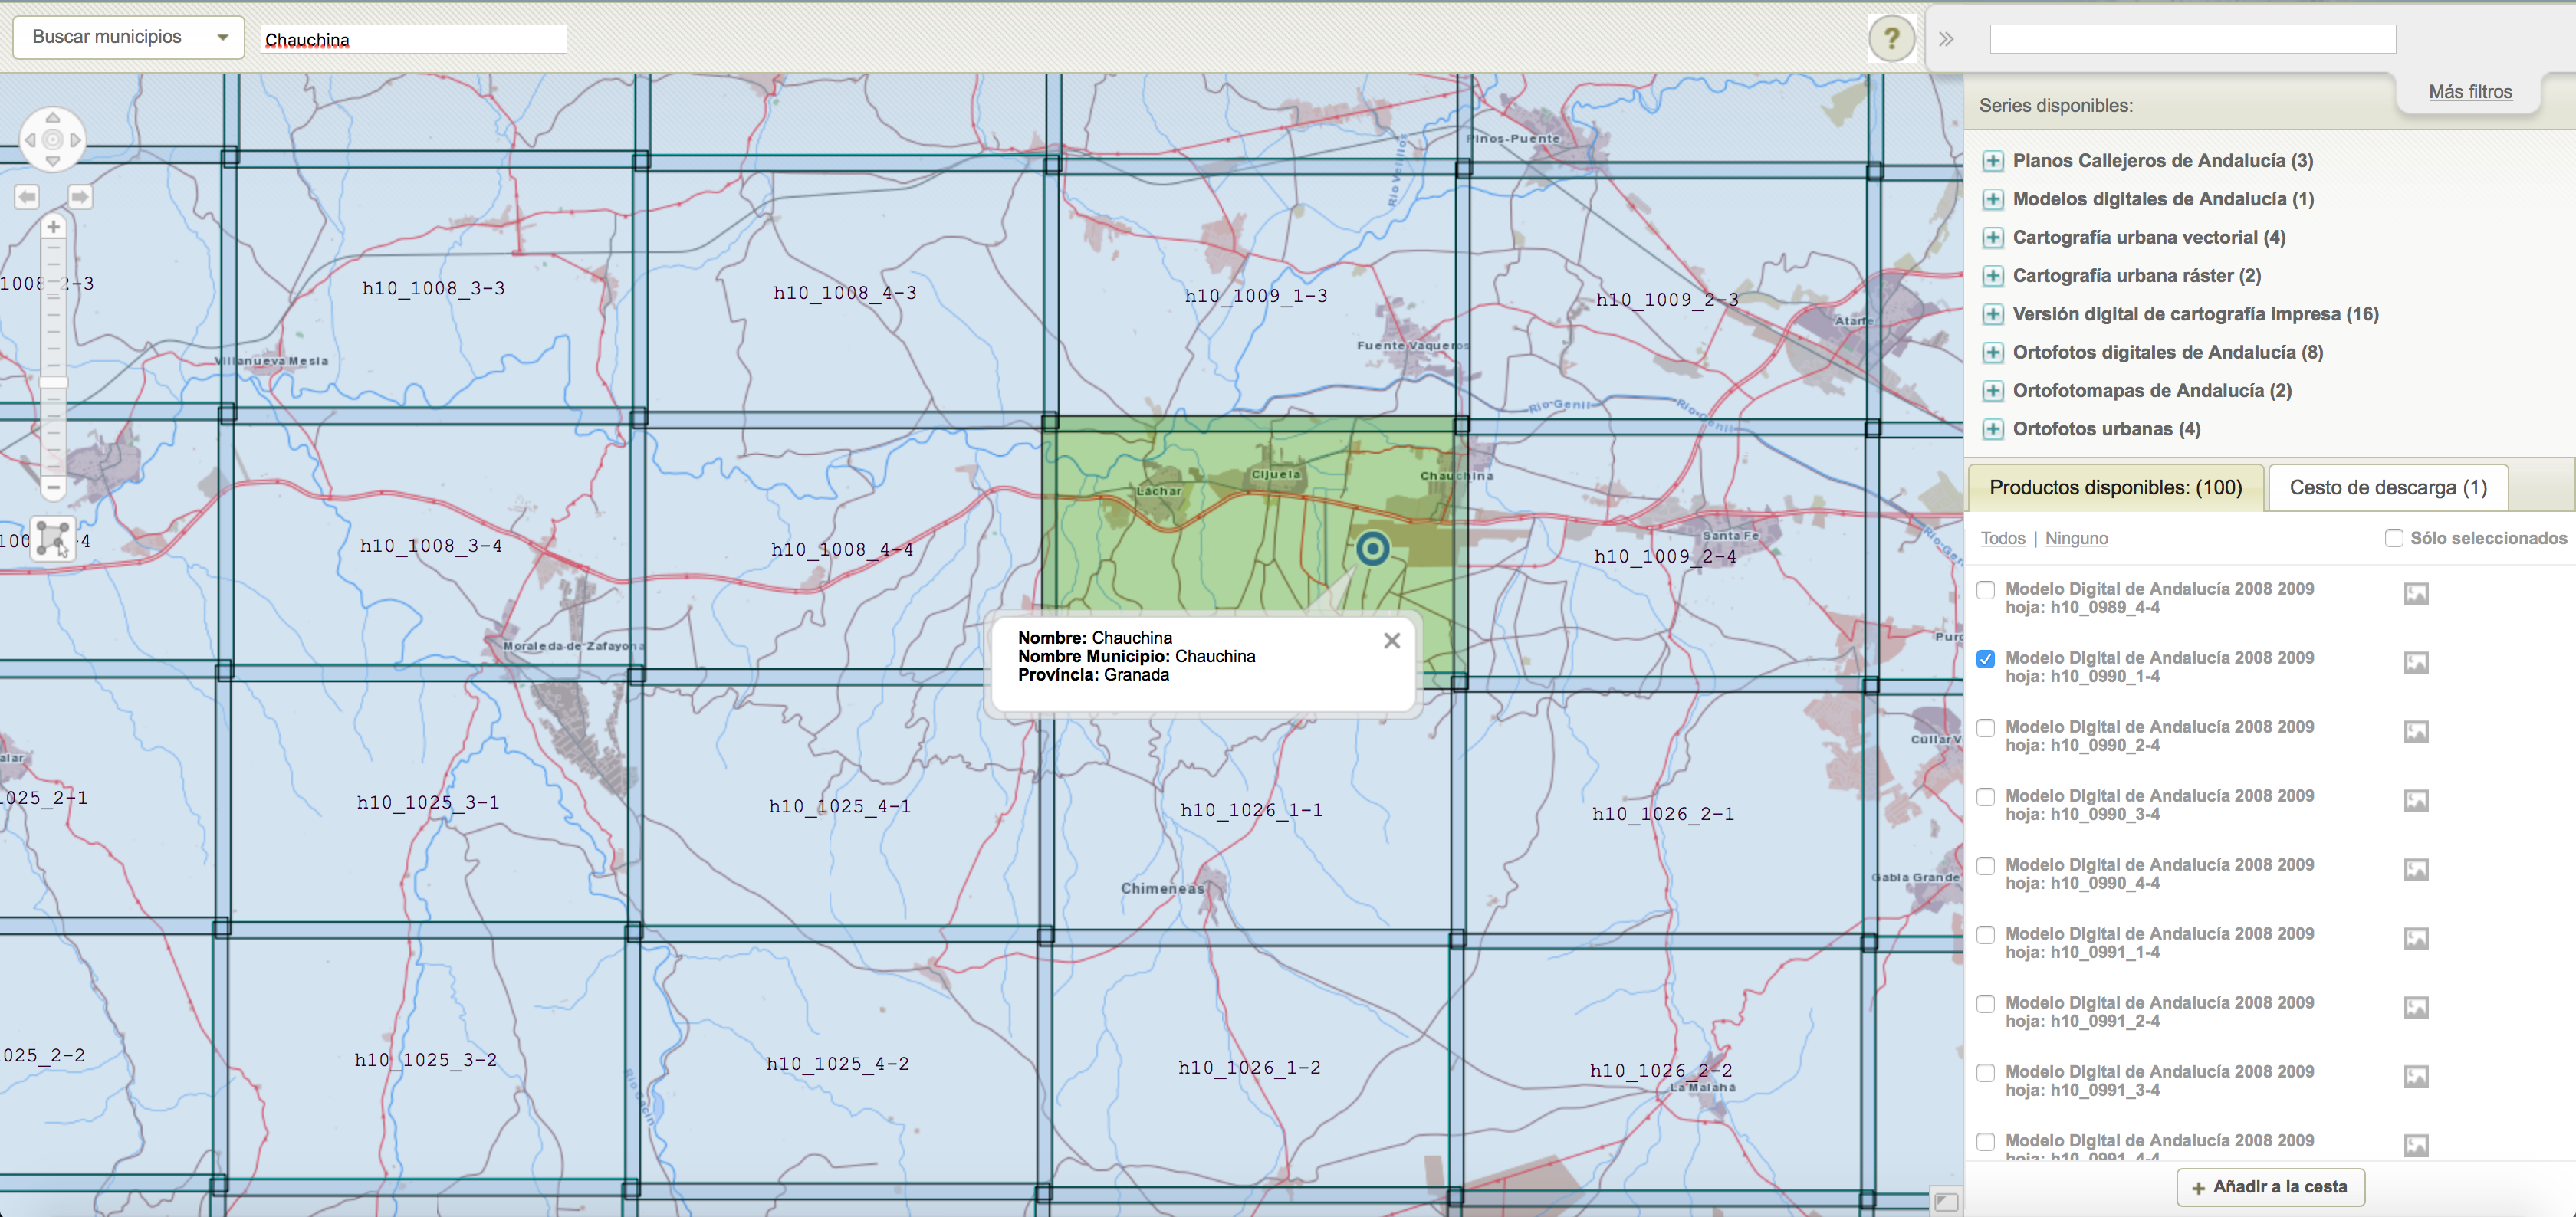 Buscar municipios
Chauchina
?
»
Más filtros
Series disponibles:
Planos Callejeros de Andalucía (3)
Modelos digitales de Andalucía (1)
Cartografía urbana vectorial (4)
Cartografía urbana ráster (2)
Versión digital de cartografía impresa (16)
Ortofotos digitales de Andalucía (8)
Ortofotomapas de Andalucía (2)
Ortofotos urbanas (4)
Productos disponibles: (100)
Cesto de descarga (1)
Todos | Ninguno
Sólo seleccionados
Modelo Digital de Andalucía 2008 2009
hoja: h10_0989_4-4
Modelo Digital de Andalucía 2008 2009
hoja: h10_0990_1-4
Modelo Digital de Andalucía 2008 2009
hoja: h10_0990_2-4
Modelo Digital de Andalucía 2008 2009
hoja: h10_0990_3-4
Modelo Digital de Andalucía 2008 2009
hoja: h10_0990_4-4
Modelo Digital de Andalucía 2008 2009
hoja: h10_0991_1-4
Modelo Digital de Andalucía 2008 2009
hoja: h10_0991_2-4
Modelo Digital de Andalucía 2008 2009
hoja: h10_0991_3-4
Modelo Digital de Andalucía 2008 2009
hoja: h10_0991_4-4
+ Añadir a la cesta
Pinos-Puente
Río Velillos
h10_1008_3-3
h10_1008_4-3
h10_1009_1-3
h10_1009_2-3
Atarfe
Villanueva Mesia
Fuente Vaqueros
Río Genil
Río Genil
Lachar
Cijuela
Chauchina
h10_1008_3-4
h10_1008_4-4
h10_1009_2-4
Santa Fe
Moraleda de Zafayona
Nombre: Chauchina
Nombre Municipio: Chauchina
Província: Granada
Purc
Cúllar V
alar
025_2-1
h10_1025_3-1
h10_1025_4-1
h10_1026_1-1
h10_1026_2-1
Chimeneas
Gabia Grande
025_2-2
h10_1025_3-2
h10_1025_4-2
h10_1026_1-2
h10_1026_2-2
La Malahá
Río Cacín